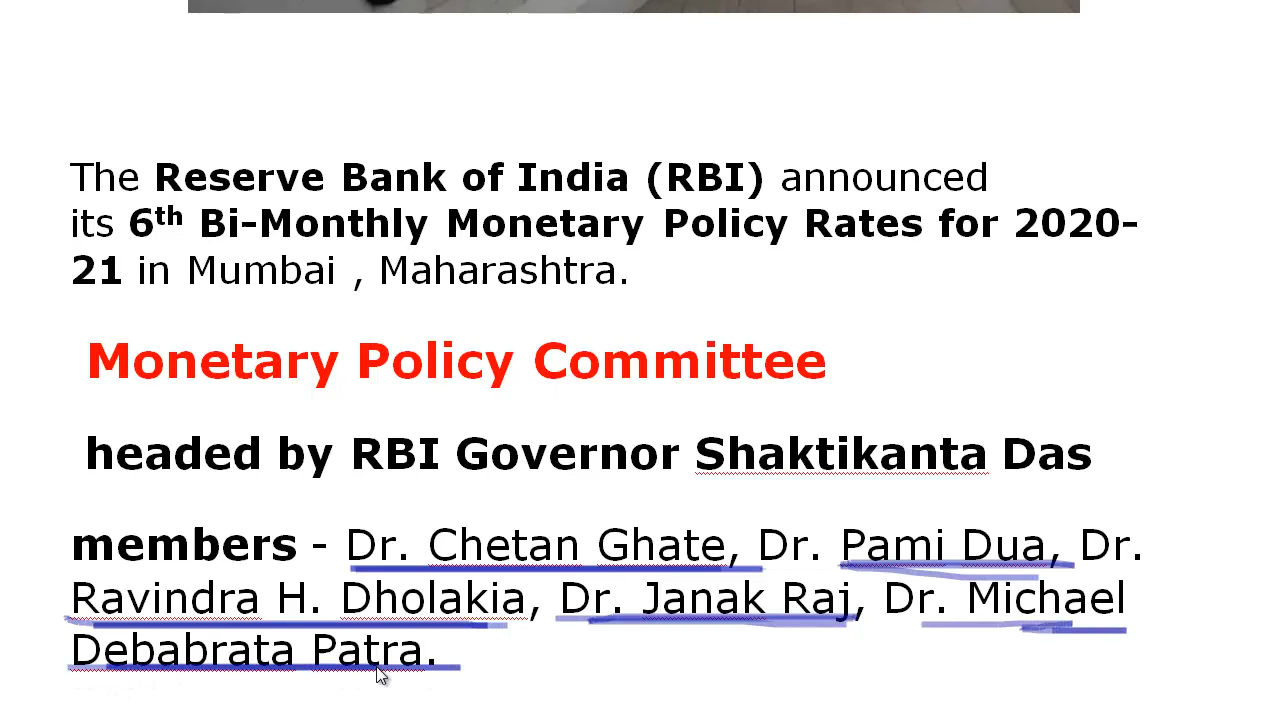 The Reserve Bank of India (RBI) announced
its 6th Bi-Monthly Monetary Policy Rates for 2020-
21 in Mumbai , Maharashtra.
Monetary Policy Committee
headed by RBI Governor Shaktikanta Das
members - Dr. Chetan Ghate, Dr. Pami Dua, Dr.
Ravindra H. Dholakia, Dr. Janak Raj, Dr. Michael
Debabrata Patra.